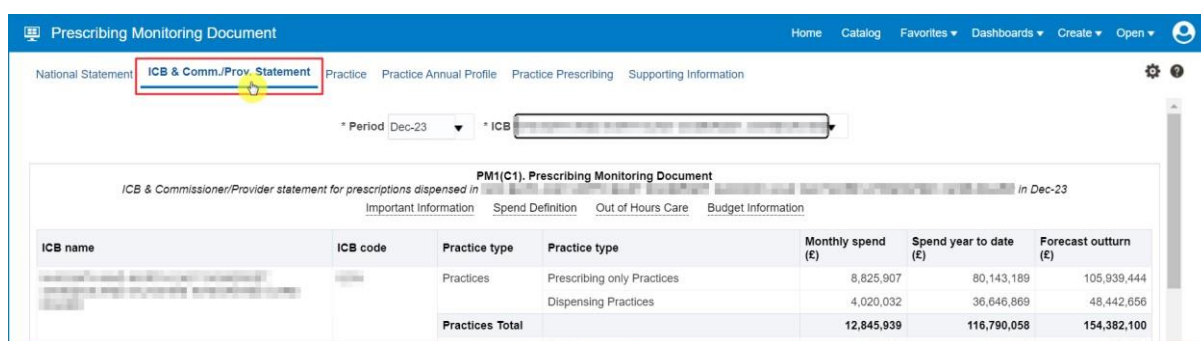 Prescribing Monitoring Document Home Catalog Favorites Dashboards Create Open
National Statement ICB & Comm./Prov. Statement Practice Practice Annual Profile Practice Prescribing Supporting Information
* Period Dec-23 * ICB
PM1(C1). Prescribing Monitoring Document
ICB & Commissioner/Provider statement for prescriptions dispensed in in Dec-23
Important Information Spend Definition Out of Hours Care Budget Information
ICB name ICB code Practice type Practice type Monthly spend (£) Spend year to date (£) Forecast outturn (£)
Practices Prescribing only Practices 8,825,907 80,143,189 105,939,444
Dispensing Practices 4,020,032 36,646,869 48,442,656
Practices Total 12,845,939 116,790,058 154,382,100